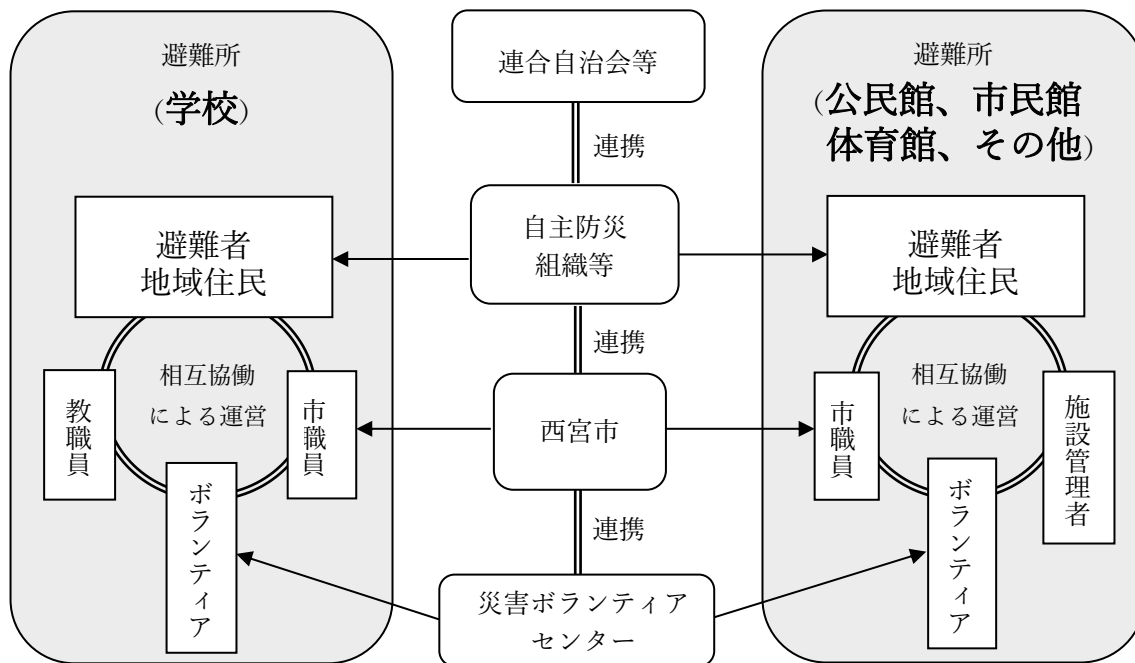 避難所
(学校)
避難者
地域住民
相互協働
による運営
教職員
市職員
ボランティア
連合自治会等
連携
自主防災
組織等
連携
西宮市
連携
災害ボランティア
センター
避難所
(公民館、市民館
体育館、その他)
避難者
地域住民
相互協働
による運営
市職員
施設管理者
ボランティア